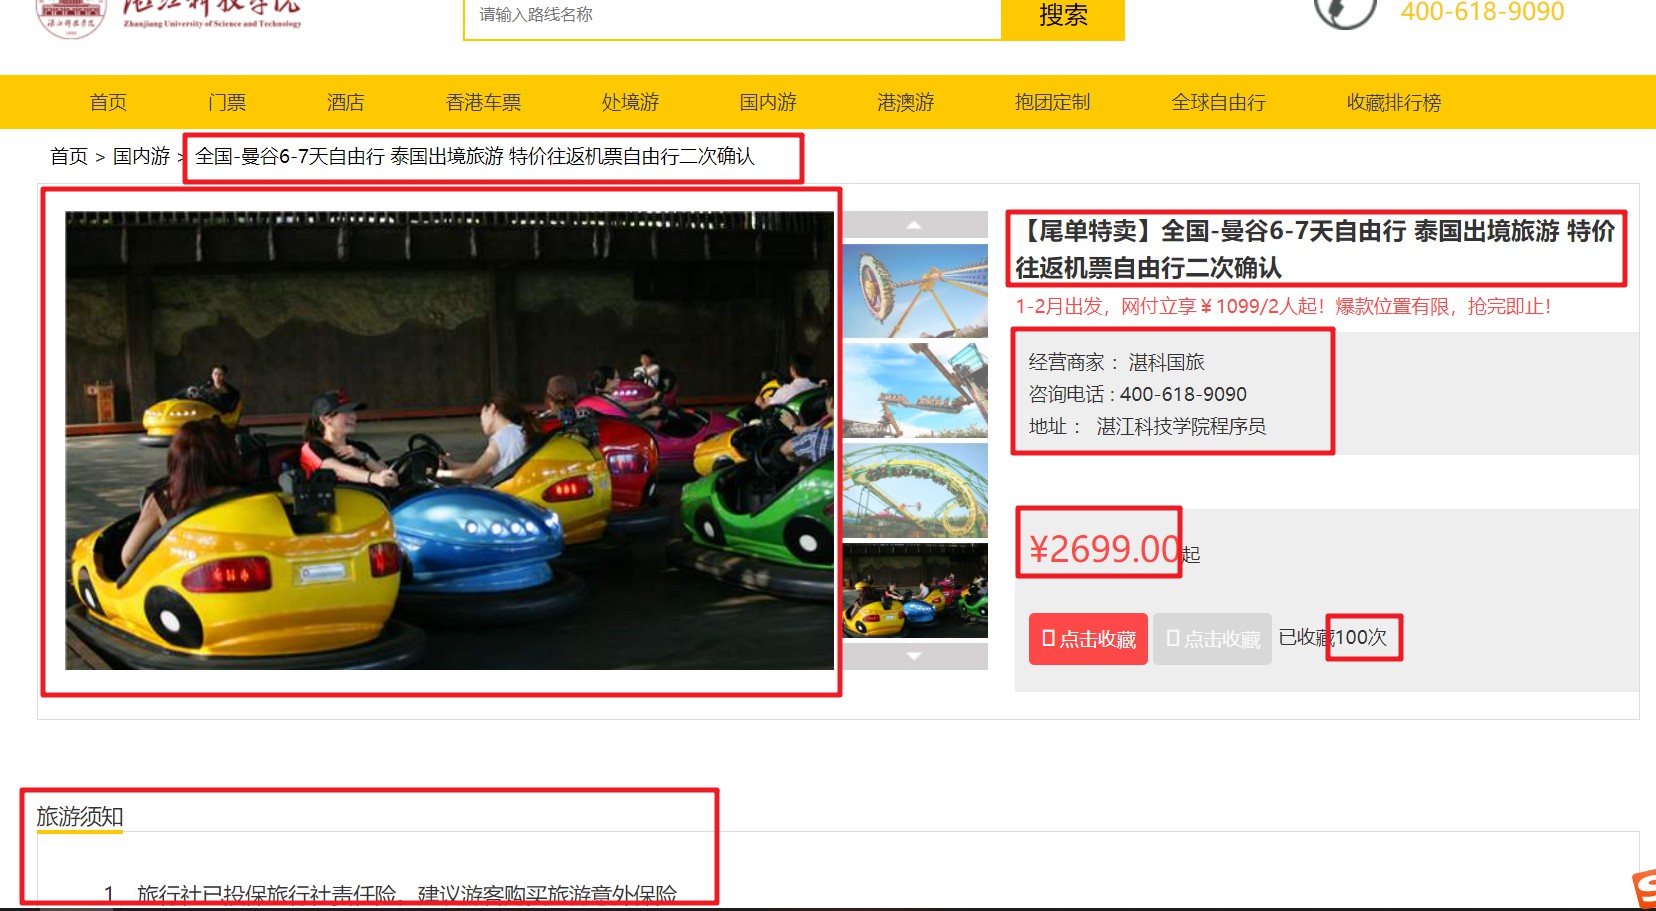 湛江科技学院
Zhanjiang University of Science and Technology
请输入路线名称
搜索
400-618-9090
首页 门票 酒店 香港车票 处境游 国内游 港澳游 抱团定制 全球自由行 收藏排行榜
首页 > 国内游 > 全国-曼谷6-7天自由行 泰国出境旅游 特价往返机票自由行二次确认
【尾单特卖】全国-曼谷6-7天自由行 泰国出境旅游 特价
往返机票自由行二次确认
1-2月出发，网付立享￥1099/2人起！爆款位置有限，抢完即止！
经营商家： 湛科国旅
咨询电话 : 400-618-9090
地址： 湛江科技学院程序员
¥2699.00起
点击收藏 点击收藏 已收藏100次
旅游须知
1、旅行社已投保旅行社责任险。建议游客购买旅游意外保险